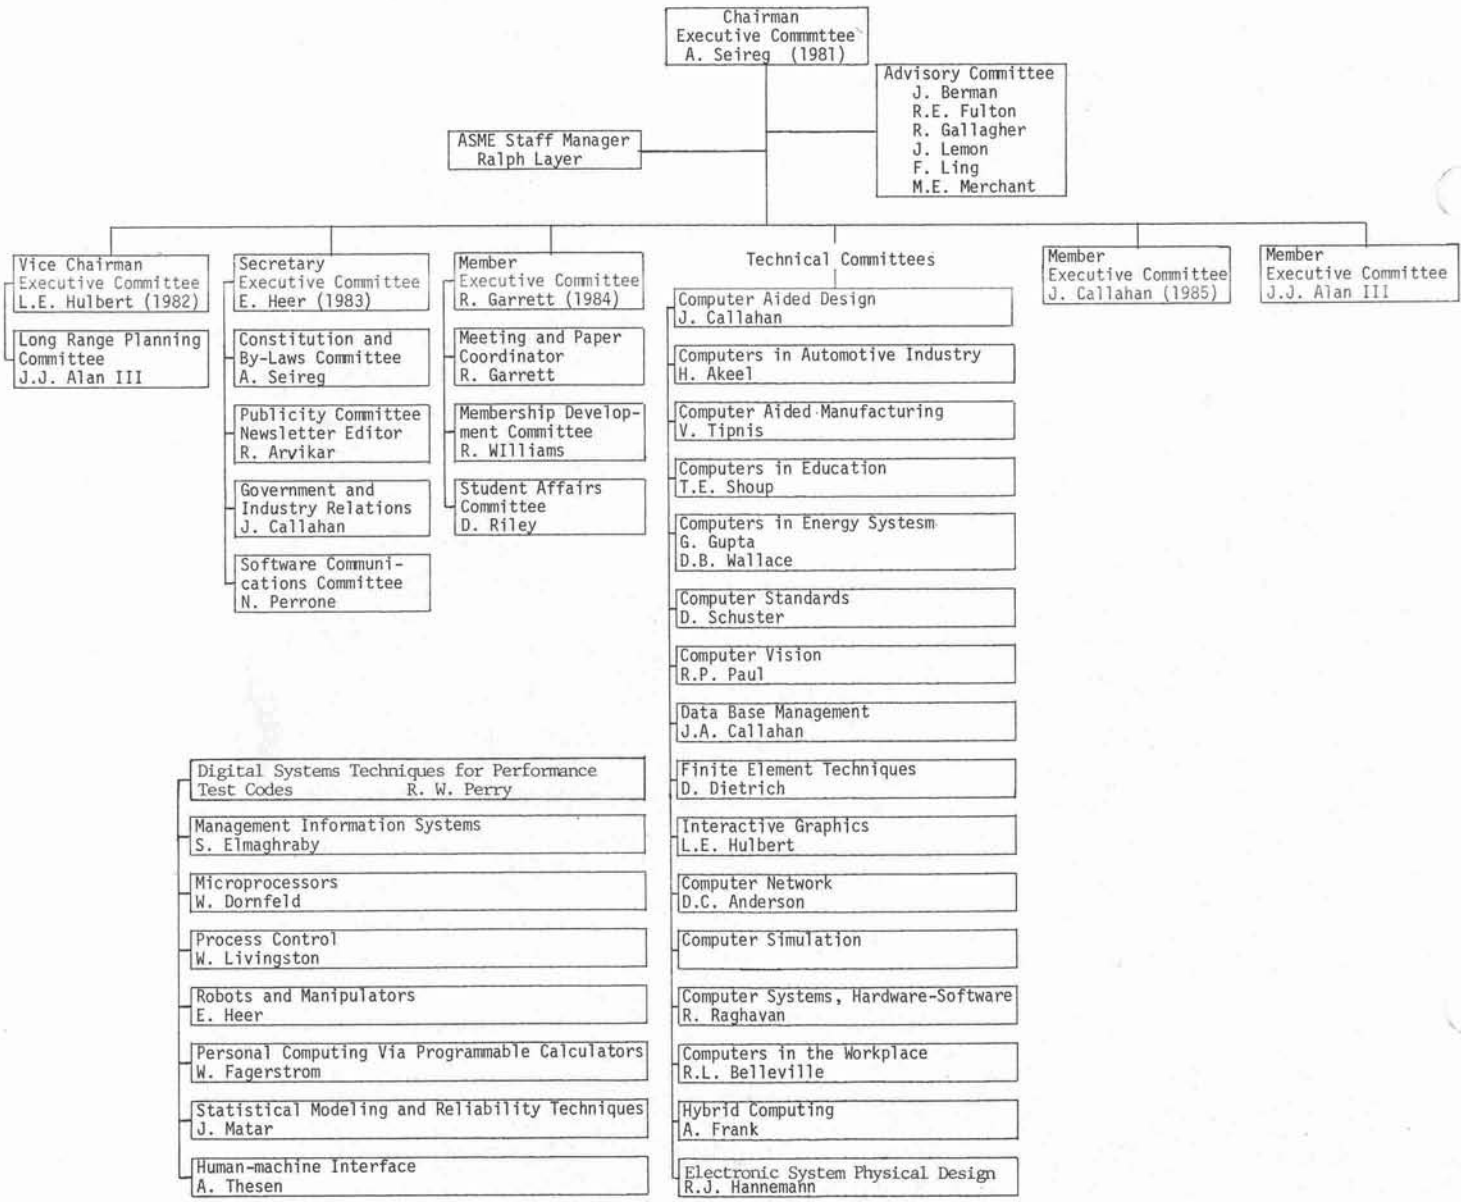 Chairman
Executive Commmttee
A. Seireg (1981)
Advisory Committee
J. Berman
R.E. Fulton
R. Gallagher
J. Lemon
F. Ling
M.E. Merchant
ASME Staff Manager
Ralph Layer
Vice Chairman
Executive Committee
L.E. Hulbert (1982)
Long Range Planning
Committee
J.J. Alan III
Secretary
Executive Committee
E. Heer (1983)
Constitution and
By-Laws Committee
A. Seireg
Publicity Committee
Newsletter Editor
R. Arvikar
Government and
Industry Relations
J. Callahan
Software Communi-
cations Committee
N. Perrone
Member
Executive Committee
R. Garrett (1984)
Meeting and Paper
Coordinator
R. Garrett
Membership Develop-
ment Committee
R. WIlliams
Student Affairs
Committee
D. Riley
Technical Committees
Computer Aided Design
J. Callahan
Computers in Automotive Industry
H. Akeel
Computer Aided Manufacturing
V. Tipnis
Computers in Education
T.E. Shoup
Computers in Energy Systesm
G. Gupta
D.B. Wallace
Computer Standards
D. Schuster
Computer Vision
R.P. Paul
Data Base Management
J.A. Callahan
Finite Element Techniques
D. Dietrich
Interactive Graphics
L.E. Hulbert
Computer Network
D.C. Anderson
Computer Simulation
Computer Systems, Hardware-Software
R. Raghavan
Computers in the Workplace
R.L. Belleville
Hybrid Computing
A. Frank
Electronic System Physical Design
R.J. Hannemann
Member
Executive Committee
J. Callahan (1985)
Member
Executive Committee
J.J. Alan III
Digital Systems Techniques for Performance
Test Codes R. W. Perry
Management Information Systems
S. Elmaghraby
Microprocessors
W. Dornfeld
Process Control
W. Livingston
Robots and Manipulators
E. Heer
Personal Computing Via Programmable Calculators
W. Fagerstrom
Statistical Modeling and Reliability Techniques
J. Matar
Human-machine Interface
A. Thesen